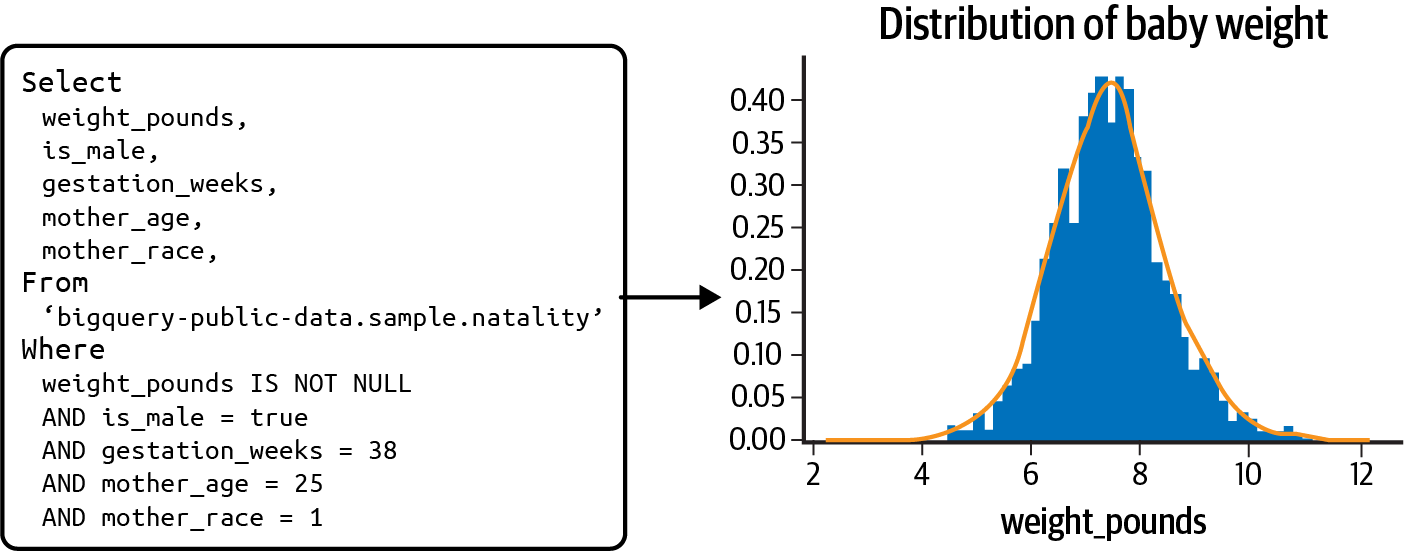 Select
weight_pounds,
is_male,
gestation_weeks,
mother_age,
mother_race,
From
‘bigquery-public-data.sample.natality’
Where
weight_pounds IS NOT NULL
AND is_male = true
AND gestation_weeks = 38
AND mother_age = 25
AND mother_race = 1
Distribution of baby weight
0.40
0.35
0.30
0.25
0.20
0.15
0.10
0.05
0.00
2 4 6 8 10 12
weight_pounds